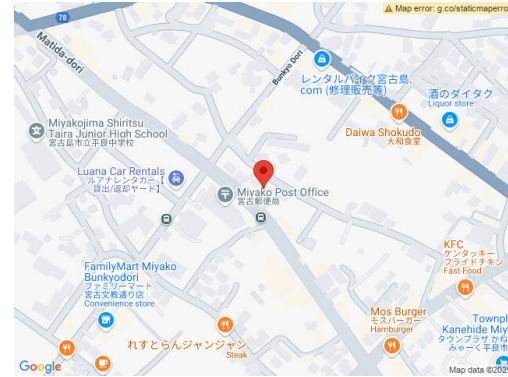 78
Map error: g.co/staticmaperro
Matida-dori
Bunkyo Dori
レンタルバイク宮古島.
com (修理販売等)
酒のダイタク
Liquor store
Miyakojima Shiritsu
Taira Junior High School
宮古島市立平良中学校
Daiwa Shokudo
大和食堂
Luana Car Rentals
ルアナレンタカー【
貸出/返却ヤード】
Miyako Post Office
宮古郵便局
KFC
ケンタッキー
フライドチキン
Fast Food
FamilyMart Miyako
Bunkyodori
ファミリーマート
宮古文教通り店
Convenience store
Mos Burger
モスバーガー
Hamburger
Townpl
Kanehide Miy
タウンプラザ かね
みゃーく平良市
れすとらんジャンジャン
Steak
Google
Map data ©2025